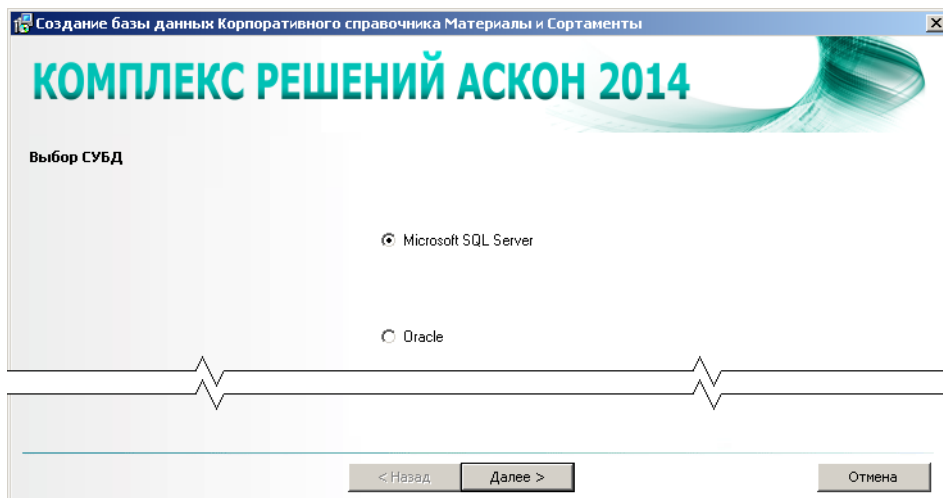 Создание базы данных Корпоративного справочника Материалы и Сортаменты
КОМПЛЕКС РЕШЕНИЙ АСКОН 2014
Выбор СУБД
Microsoft SQL Server
Oracle
< Назад Далее > Отмена